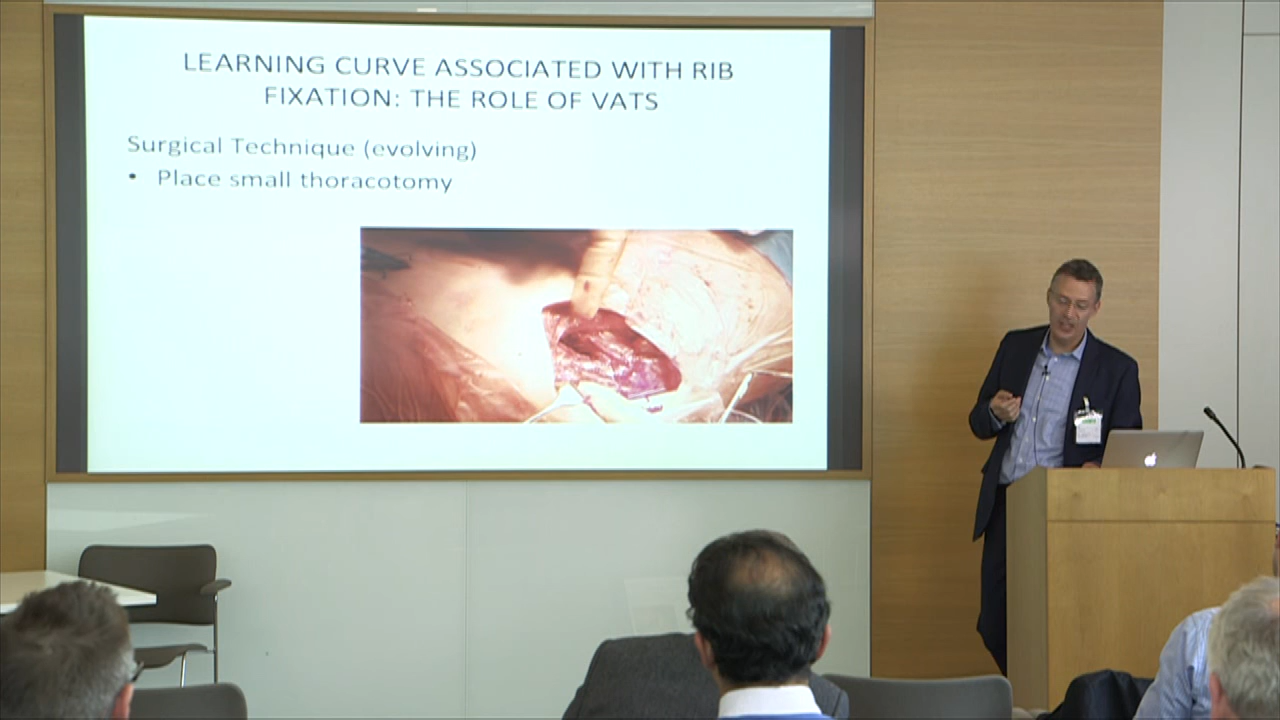 LEARNING CURVE ASSOCIATED WITH RIB
FIXATION: THE ROLE OF VATS
Surgical Technique (evolving)
• Place small thoracotomy